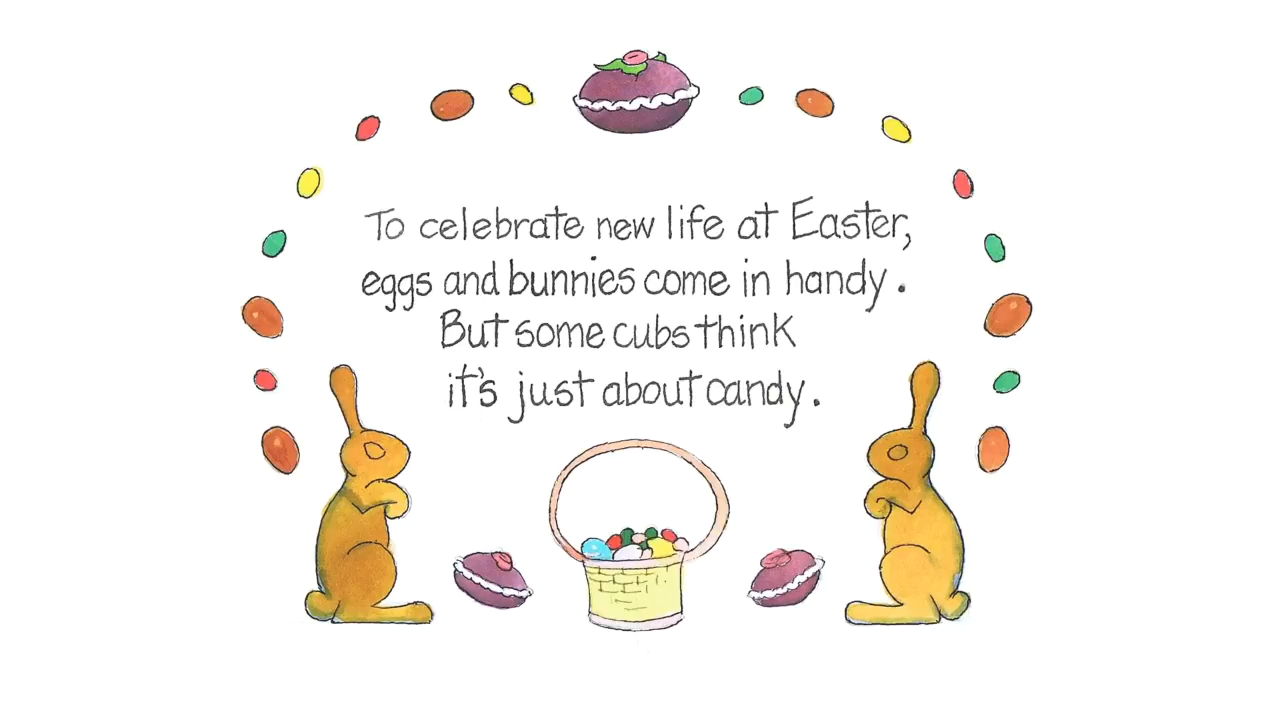 To celebrate new life at Easter,
eggs and bunnies come in handy.
But some cubs think
it's just about candy.